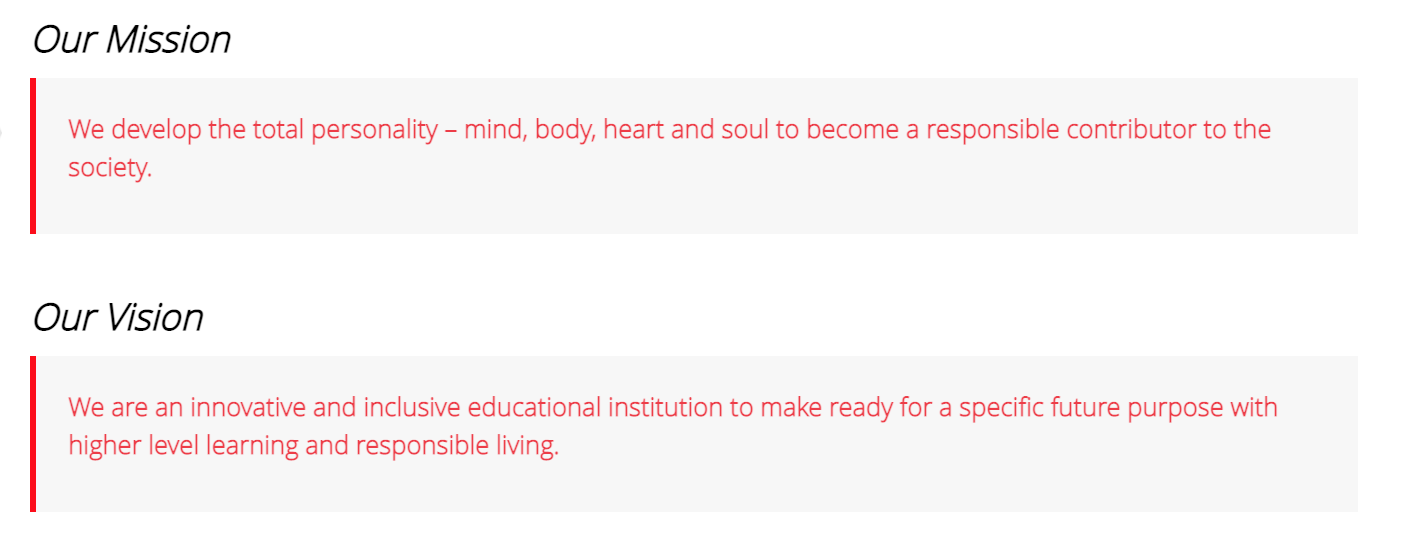 Our Mission
We develop the total personality – mind, body, heart and soul to become a responsible contributor to the
society.
Our Vision
We are an innovative and inclusive educational institution to make ready for a specific future purpose with
higher level learning and responsible living.